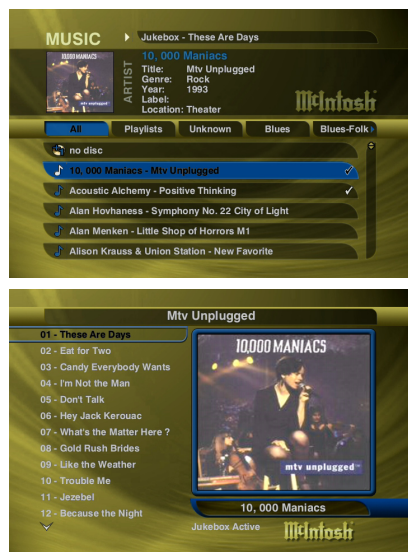 MUSIC
Jukebox - These Are Days
10,000 MANIACS
mtv unplugged
ARTIST
10, 000 Maniacs
Title: Mtv Unplugged
Genre: Rock
Year: 1993
Label:
Location: Theater
McIntosh
All Playlists Unknown Blues Blues-Folk
no disc
10, 000 Maniacs - Mtv Unplugged
Acoustic Alchemy - Positive Thinking
Alan Hovhaness - Symphony No. 22 City of Light
Alan Menken - Little Shop of Horrors M1
Alison Krauss & Union Station - New Favorite
Mtv Unplugged
01 - These Are Days
02 - Eat for Two
03 - Candy Everybody Wants
04 - I'm Not the Man
05 - Don't Talk
06 - Hey Jack Kerouac
07 - What's the Matter Here ?
08 - Gold Rush Brides
09 - Like the Weather
10 - Trouble Me
11 - Jezebel
12 - Because the Night
10,000 MANIACS
mtv unplugged
10, 000 Maniacs
Jukebox Active
McIntosh